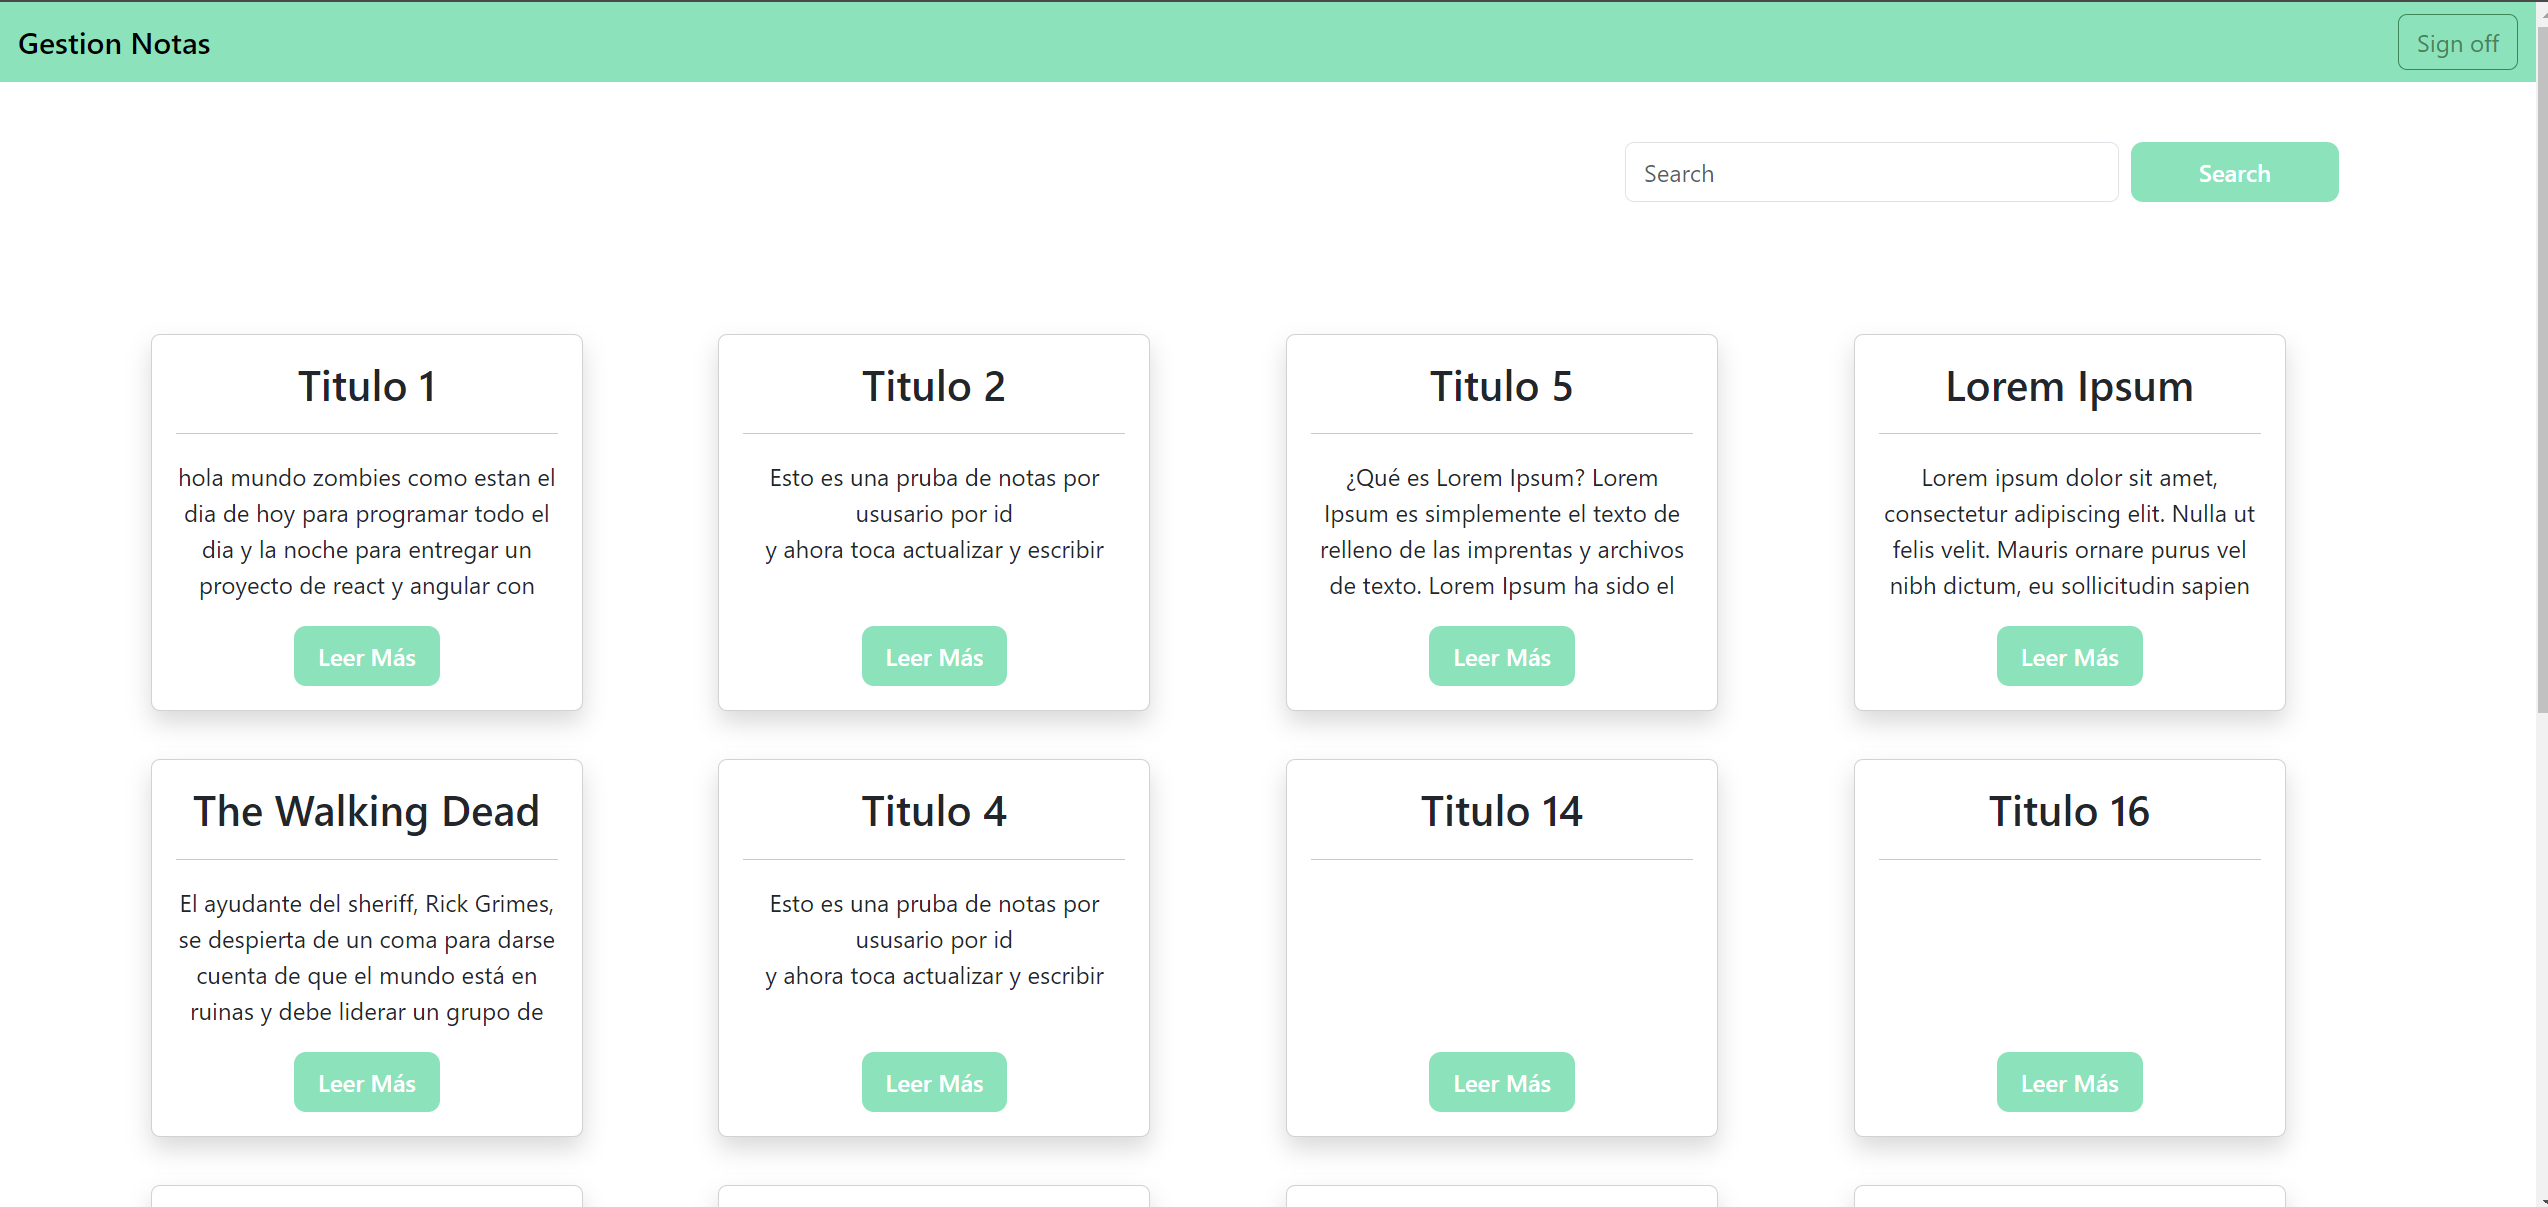 Gestion Notas
Sign off
Search
Search
Titulo 1
hola mundo zombies como estan el
dia de hoy para programar todo el
dia y la noche para entregar un
proyecto de react y angular con
Leer Más
Titulo 2
Esto es una pruba de notas por
ususario por id
y ahora toca actualizar y escribir
Leer Más
Titulo 5
¿Qué es Lorem Ipsum? Lorem
Ipsum es simplemente el texto de
relleno de las imprentas y archivos
de texto. Lorem Ipsum ha sido el
Leer Más
Lorem Ipsum
Lorem ipsum dolor sit amet,
consectetur adipiscing elit. Nulla ut
felis velit. Mauris ornare purus vel
nibh dictum, eu sollicitudin sapien
Leer Más
The Walking Dead
El ayudante del sheriff, Rick Grimes,
se despierta de un coma para darse
cuenta de que el mundo está en
ruinas y debe liderar un grupo de
Leer Más
Titulo 4
Esto es una pruba de notas por
ususario por id
y ahora toca actualizar y escribir
Leer Más
Titulo 14
Leer Más
Titulo 16
Leer Más